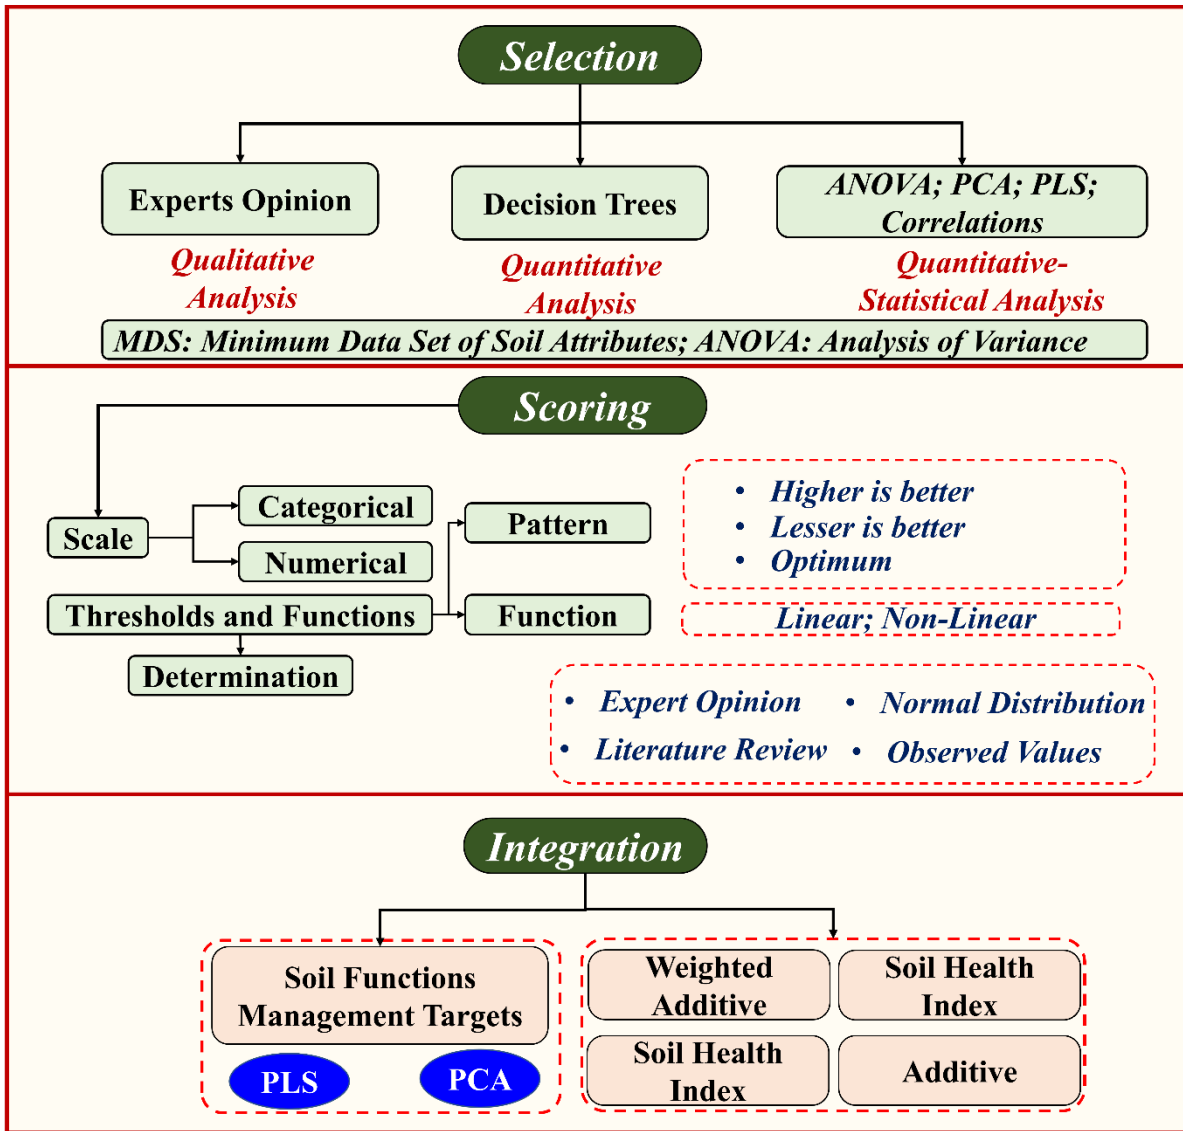 Selection
Experts Opinion
Decision Trees
ANOVA; PCA; PLS;
Correlations
Qualitative
Analysis
Quantitative
Analysis
Quantitative-
Statistical Analysis
MDS: Minimum Data Set of Soil Attributes; ANOVA: Analysis of Variance
Scoring
Scale
Categorical
Numerical
Thresholds and Functions
Determination
Pattern
Function
• Higher is better
• Lesser is better
• Optimum
Linear; Non-Linear
• Expert Opinion
• Normal Distribution
• Literature Review
• Observed Values
Integration
Soil Functions
Management Targets
PLS
PCA
Weighted
Additive
Soil Health
Index
Soil Health
Index
Additive